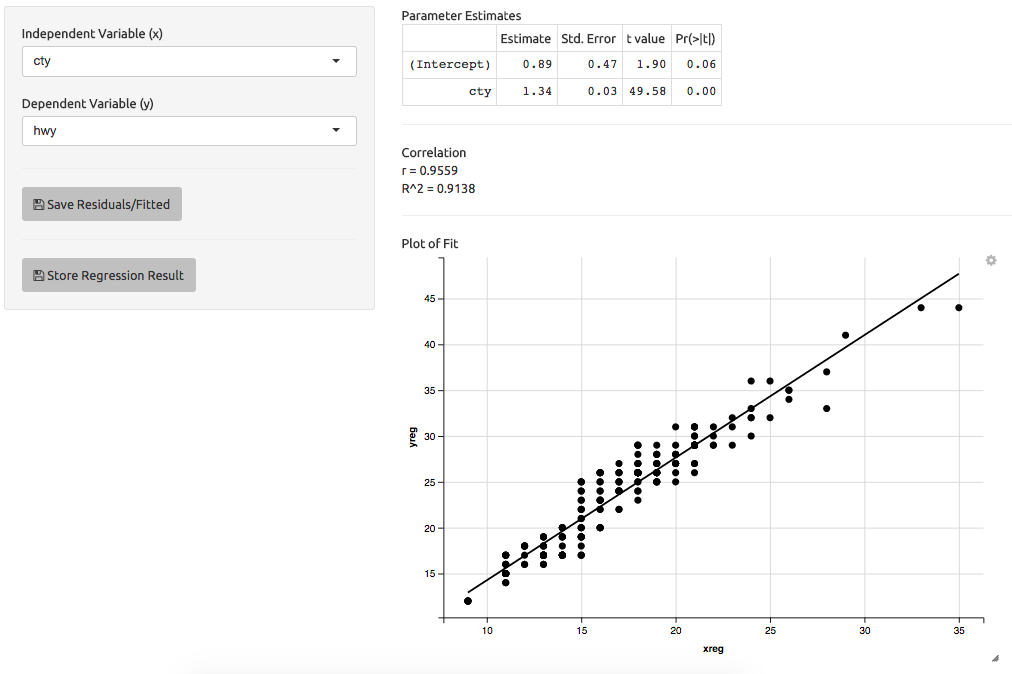 Independent Variable (x)
cty
Dependent Variable (y)
hwy
Save Residuals/Fitted
Store Regression Result
Parameter Estimates
Estimate Std. Error t value Pr(>|t|)
(Intercept) 0.89 0.47 1.90 0.06
cty 1.34 0.03 49.58 0.00
Correlation
r = 0.9559
R^2 = 0.9138
Plot of Fit
45
40
35
30
25
20
15
yreg
10 15 20 25 30 35
xreg